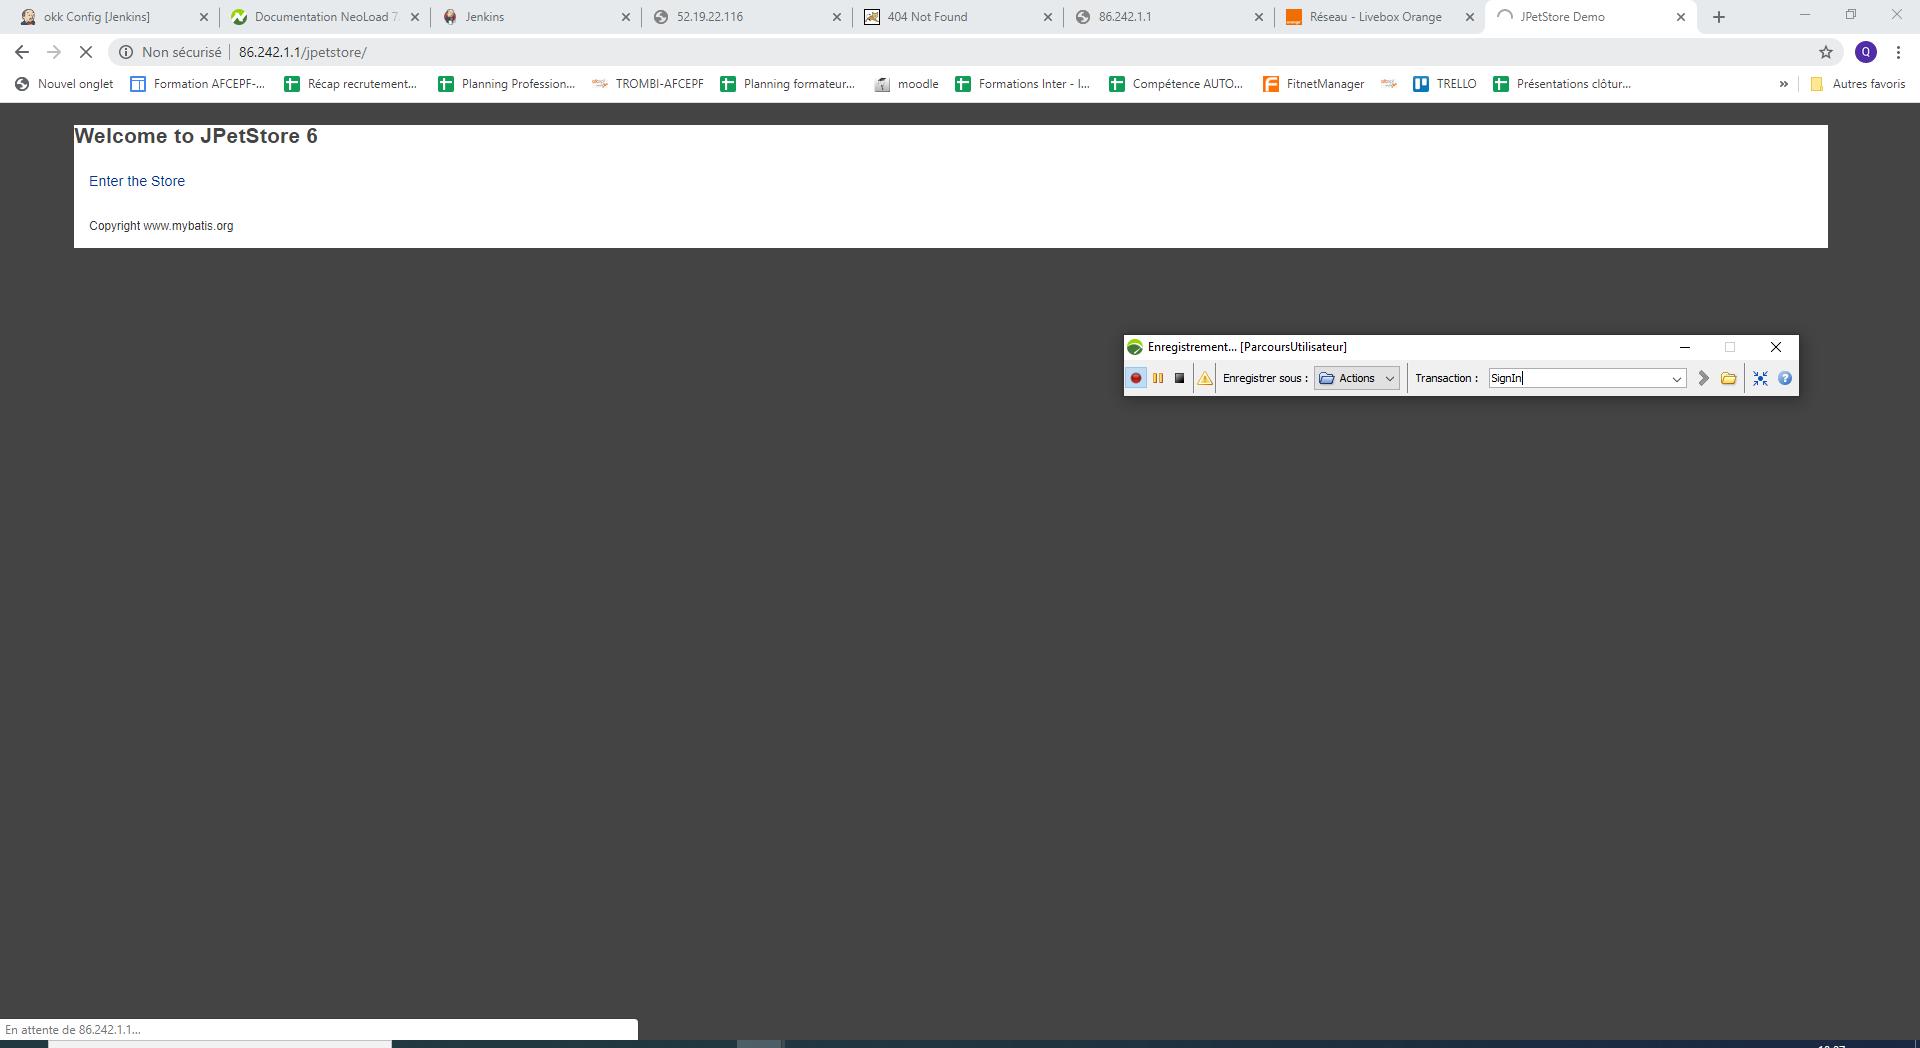 okk Config [Jenkins]
Documentation NeoLoad 7.
Jenkins
52.19.22.116
404 Not Found
86.242.1.1
Réseau - Livebox Orange
JPetStore Demo
Non sécurisé
86.242.1.1/jpetstore/
Q
Nouvel onglet
Formation AFCEPF-...
Récap recrutement...
Planning Profession...
TROMBI-AFCEPF
Planning formateur...
moodle
Formations Inter - I...
Compétence AUTO...
FitnetManager
TRELLO
Présentations clôtur...
»
Autres favoris
Welcome to JPetStore 6
Enter the Store
Copyright www.mybatis.org
Enregistrement... [ParcoursUtilisateur]
Enregistrer sous :
Actions
Transaction :
SignIn
En attente de 86.242.1.1...